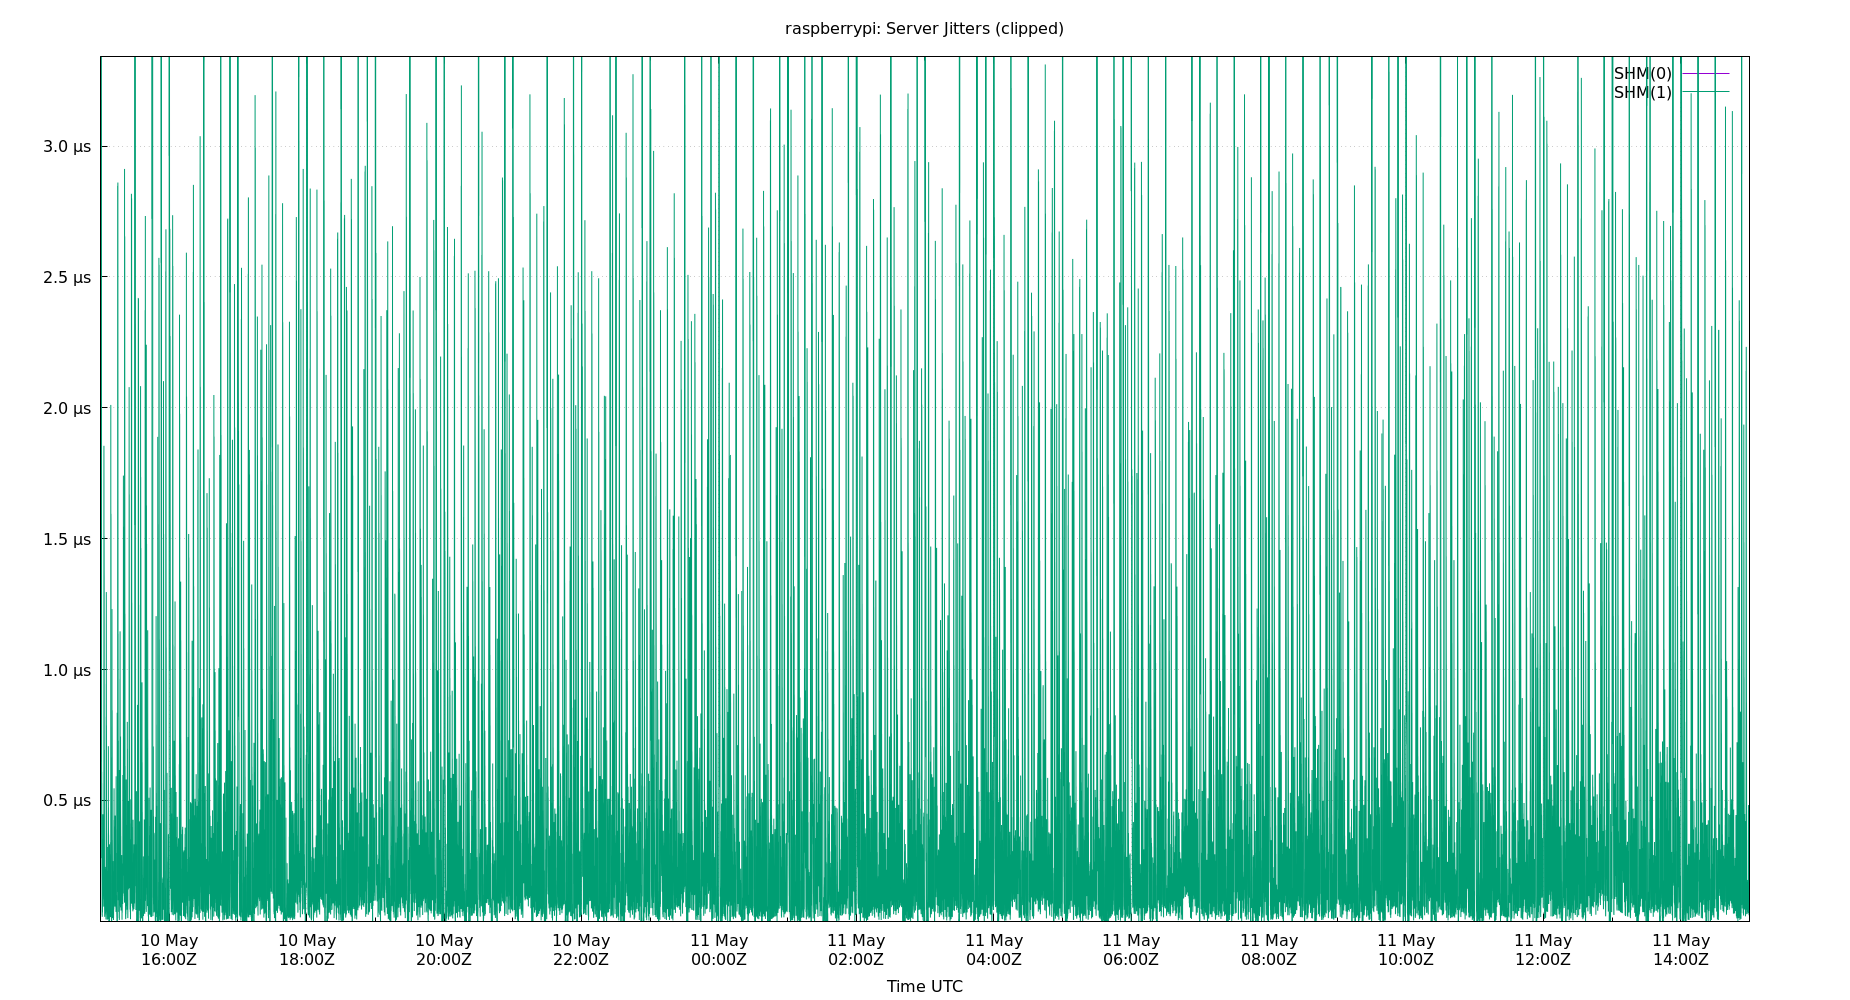 raspberrypi: Server Jitters (clipped)
SHM(0)
SHM(1)
3.0 µs
2.5 µs
2.0 µs
1.5 µs
1.0 µs
0.5 µs
10 May 10 May 10 May 10 May 11 May 11 May 11 May 11 May 11 May 11 May 11 May 11 May
16:00Z 18:00Z 20:00Z 22:00Z 00:00Z 02:00Z 04:00Z 06:00Z 08:00Z 10:00Z 12:00Z 14:00Z
Time UTC